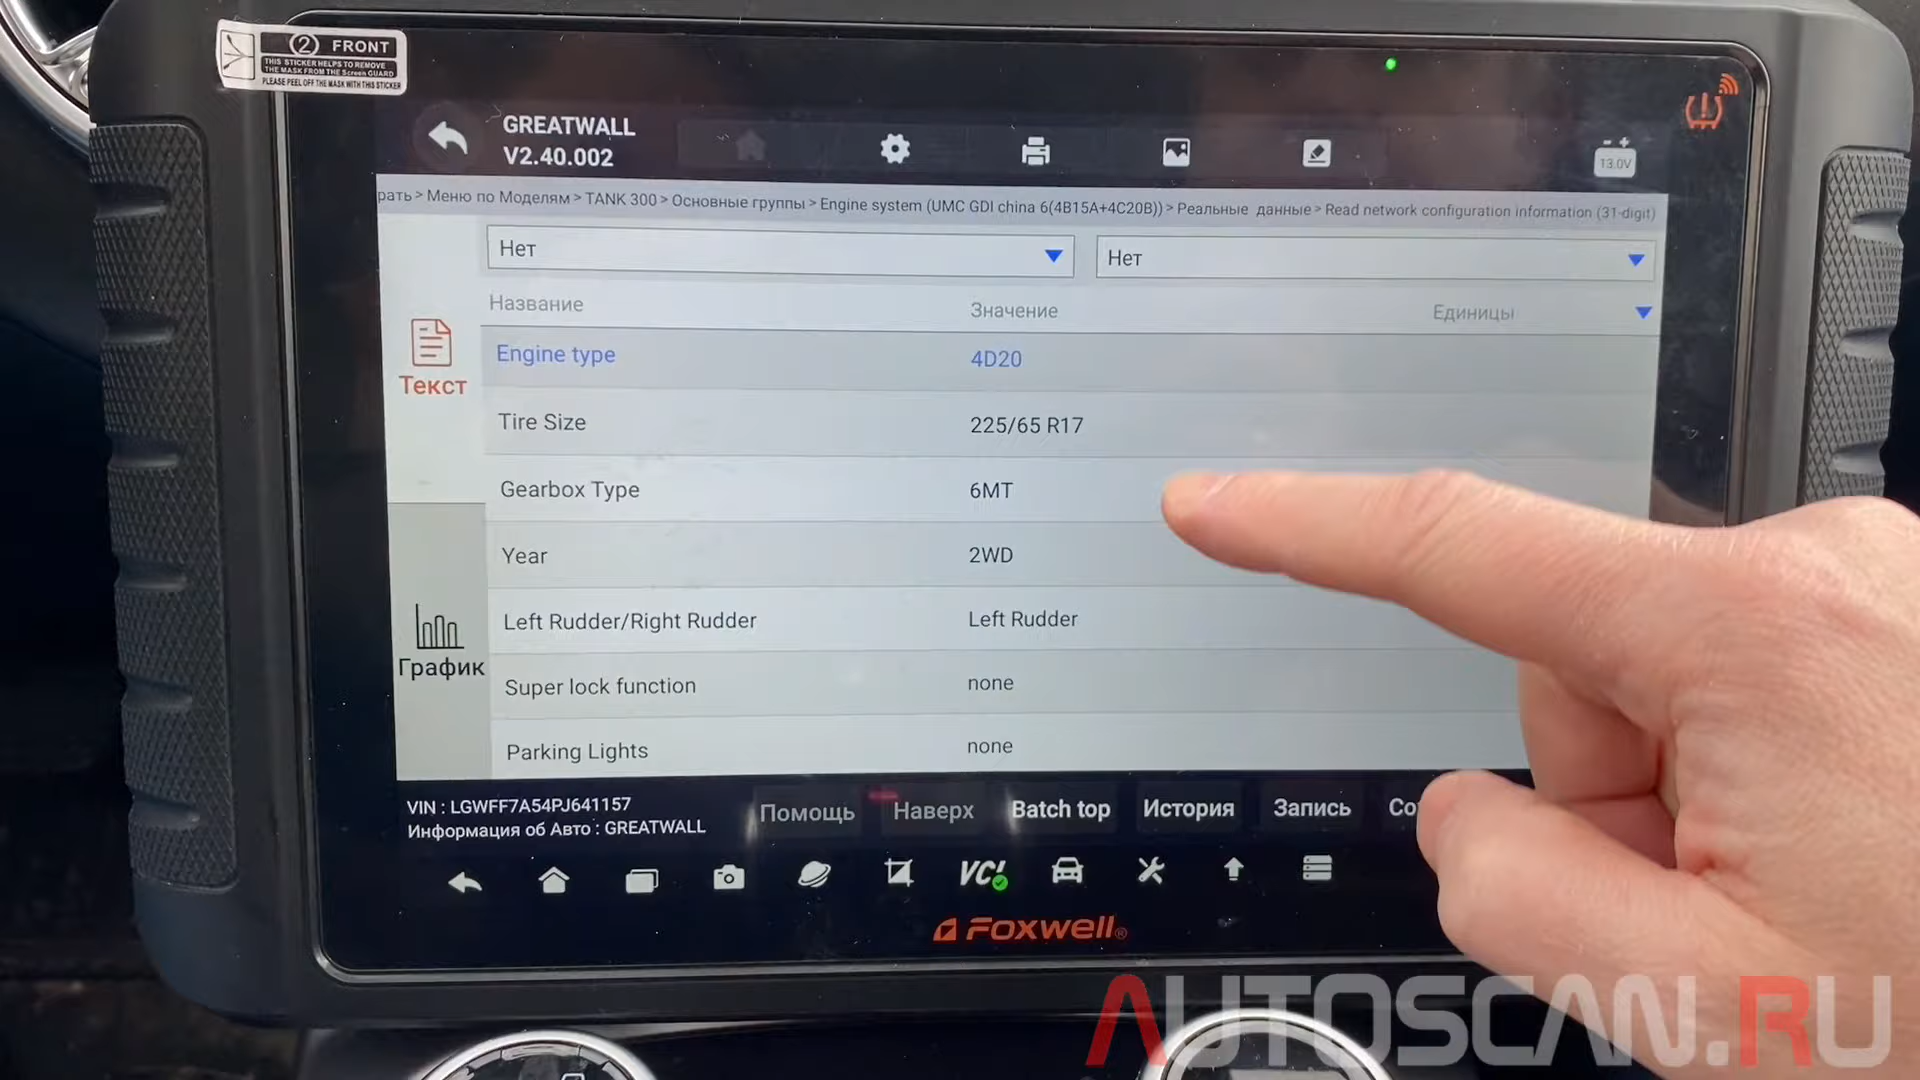 2 FRONT
THIS STICKER HELPS TO REMOVE
THE MASK FROM THE Screen GUARD
PLEASE PEEL OFF THE MASK WITH THIS STICKER
GREATWALL
V2.40.002
13.0V
рать > Меню по Моделям > TANK 300 > Основные группы > Engine system (UMC GDI china 6(4B15A+4C20B)) > Реальные данные > Read network configuration information (31-digit)
Нет
Нет
Название Значение Единицы
Engine type 4D20
Tire Size 225/65 R17
Gearbox Type 6MT
Year 2WD
Left Rudder/Right Rudder Left Rudder
Super lock function none
Parking Lights none
Текст
График
VIN : LGWFF7A54PJ641157
Информация об Авто : GREATWALL
Помощь Наверх Batch top История Запись Со
VCI
FOXWELL®
AUTOSCAN.RU